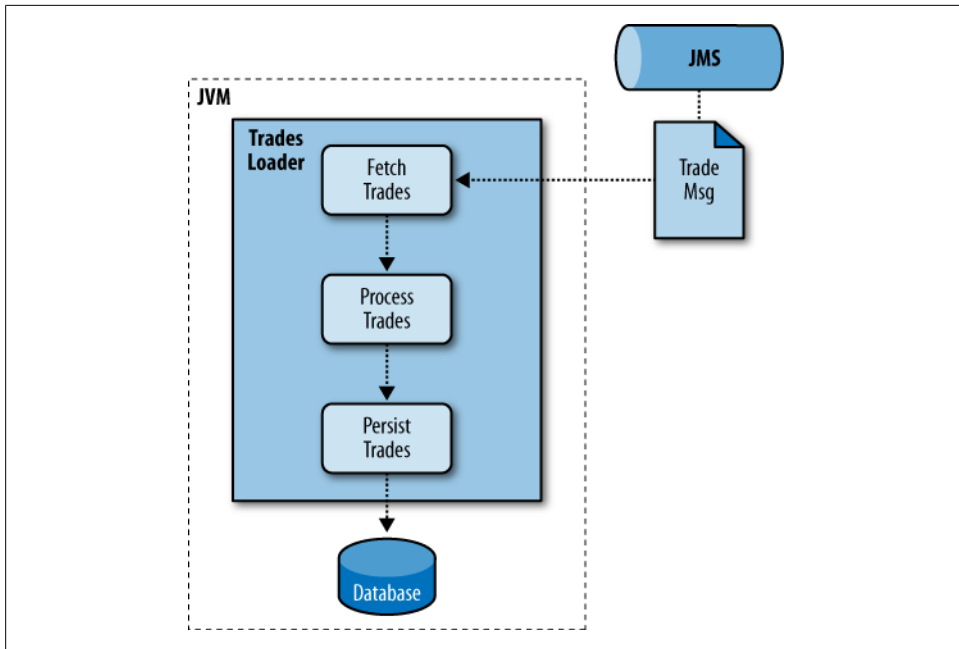 JMS
JVM
Trades
Loader
Fetch
Trades
Trade
Msg
Process
Trades
Persist
Trades
Database